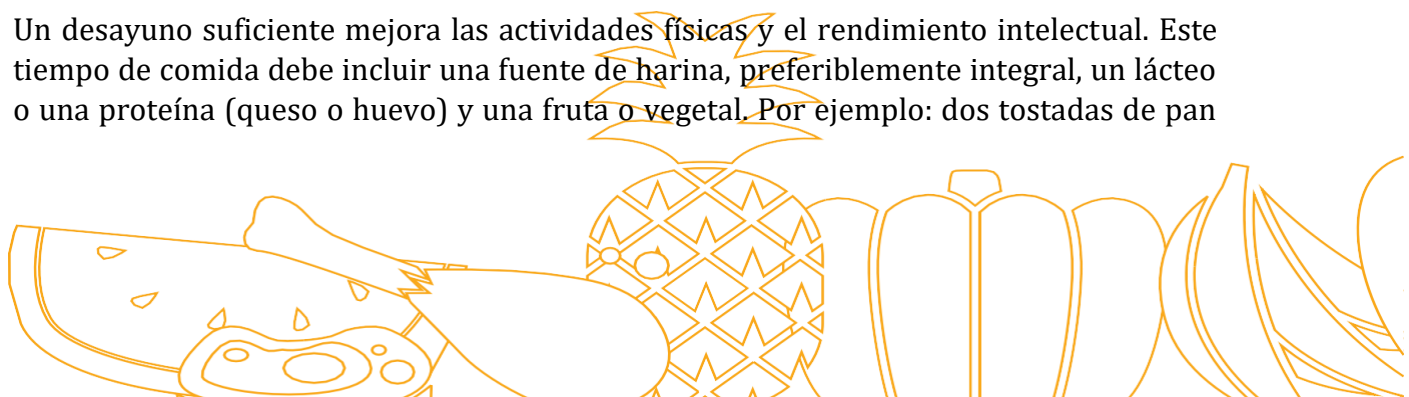 Un desayuno suficiente mejora las actividades físicas y el rendimiento intelectual. Este
tiempo de comida debe incluir una fuente de harina, preferiblemente integral, un lácteo
o una proteína (queso o huevo) y una fruta o vegetal. Por ejemplo: dos tostadas de pan